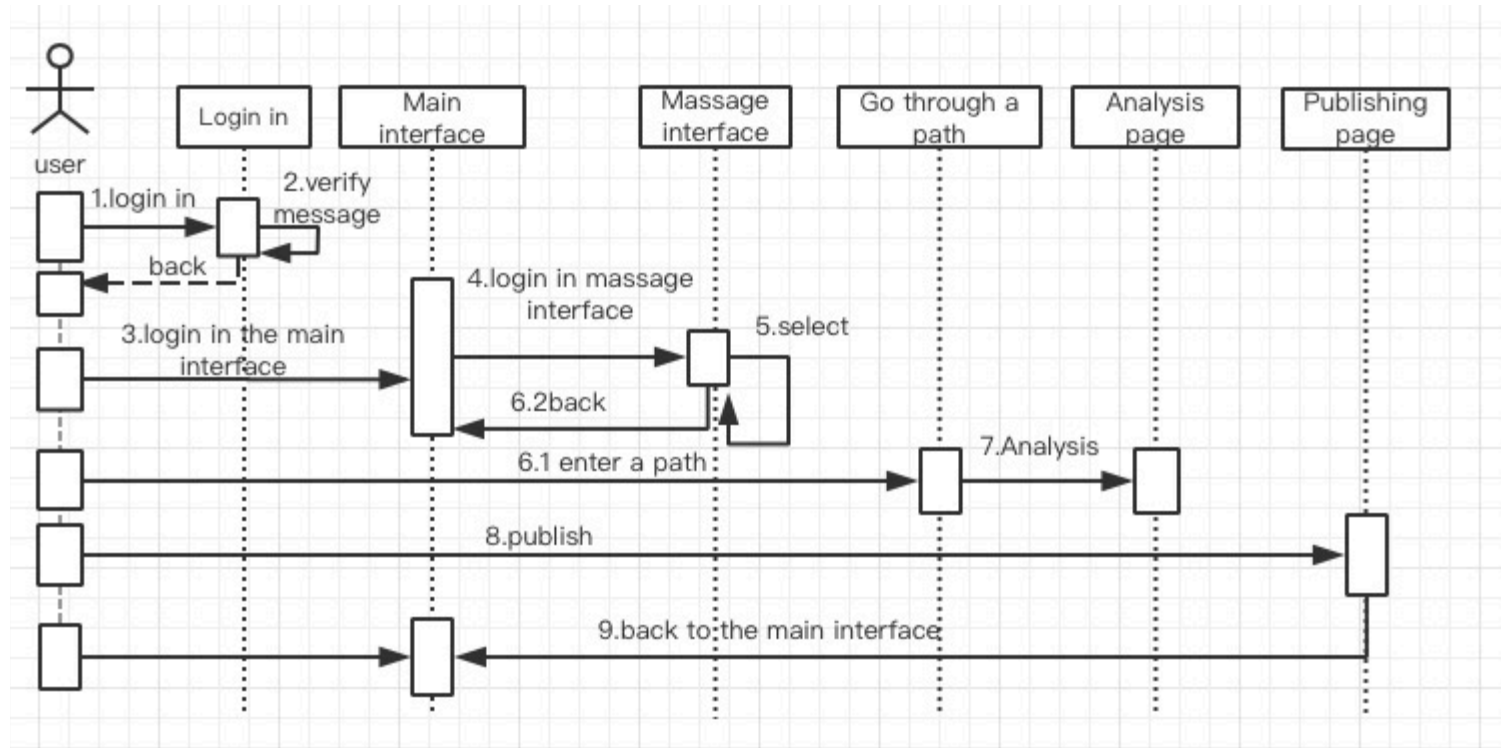 Login in
Main
interface
Massage
interface
Go through a
path
Analysis
page
Publishing
page
user
1.login in
2.verify
message
back
3.login in the main
interface
4.login in massage
interface
5.select
6.2back
6.1 enter a path
7.Analysis
8.publish
9.back to the main interface